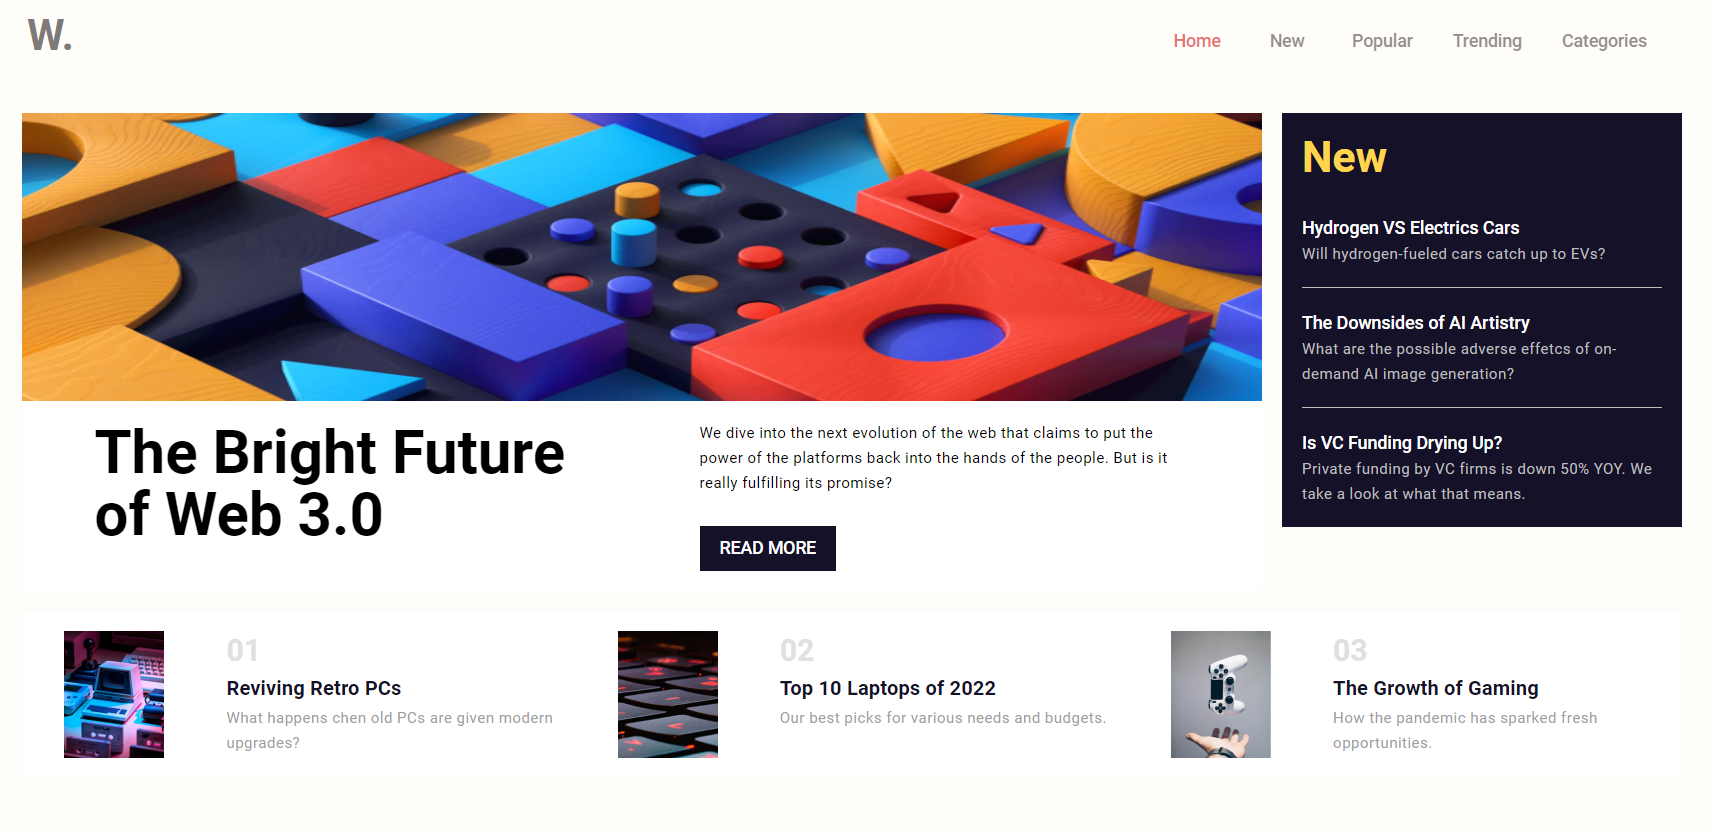 W.
Home
New
Popular
Trending
Categories
The Bright Future
of Web 3.0
We dive into the next evolution of the web that claims to put the
power of the platforms back into the hands of the people. But is it
really fulfilling its promise?
READ MORE
New
Hydrogen VS Electrics Cars
Will hydrogen-fueled cars catch up to EVs?
The Downsides of AI Artistry
What are the possible adverse effetcs of on-
demand AI image generation?
Is VC Funding Drying Up?
Private funding by VC firms is down 50% YOY. We
take a look at what that means.
01
Reviving Retro PCs
What happens chen old PCs are given modern
upgrades?
02
Top 10 Laptops of 2022
Our best picks for various needs and budgets.
03
The Growth of Gaming
How the pandemic has sparked fresh
opportunities.